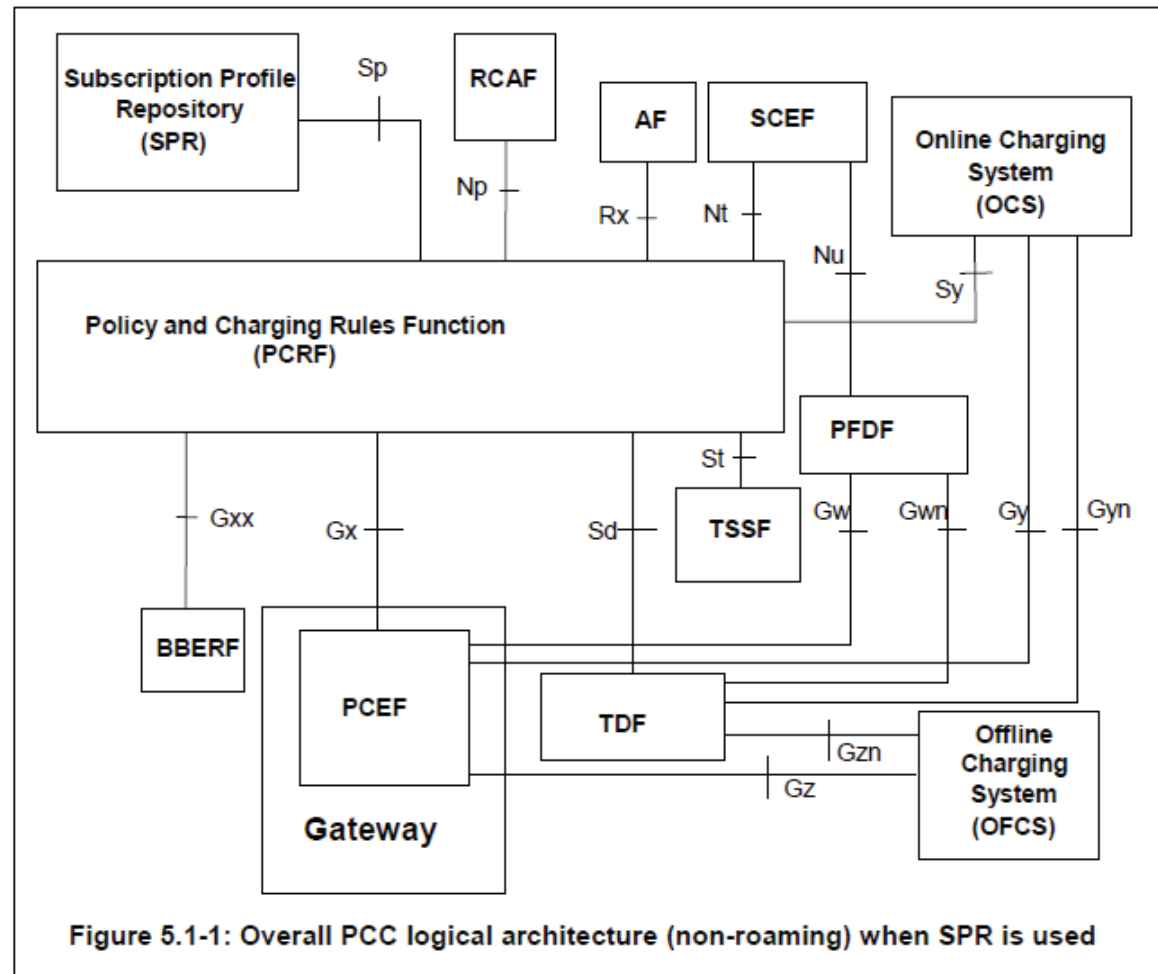 Subscription Profile
Repository
(SPR)
Sp
RCAF
Np
AF
Rx
SCEF
Nt
Nu
Online Charging
System
(OCS)
Sy
Policy and Charging Rules Function
(PCRF)
PFDF
St
TSSF
Gxx
Gx
Sd
Gw
Gwn
Gy
Gyn
BBERF
PCEF
TDF
Gateway
Gzn
Gz
Offline
Charging
System
(OFCS)
Figure 5.1-1: Overall PCC logical architecture (non-roaming) when SPR is used